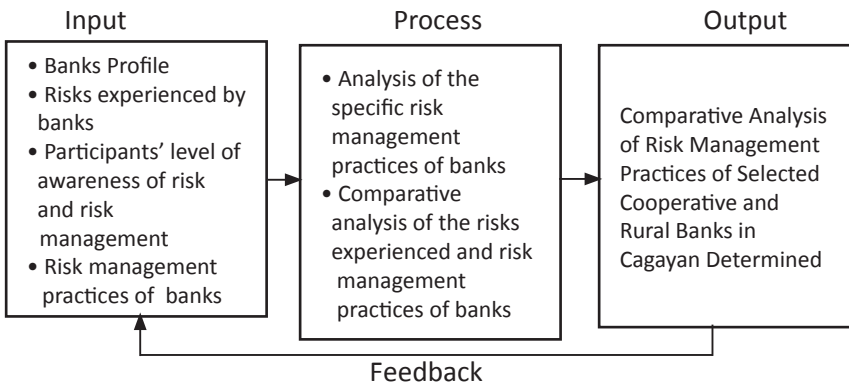 Input
• Banks Profile
• Risks experienced by
banks
• Participants' level of
awareness of risk
and risk
management
• Risk management
practices of banks
Process
• Analysis of the
specific risk
management
practices of banks
• Comparative
analysis of the risks
experienced and risk
management
practices of banks
Output
Comparative Analysis
of Risk Management
Practices of Selected
Cooperative and
Rural Banks in
Cagayan Determined
Feedback